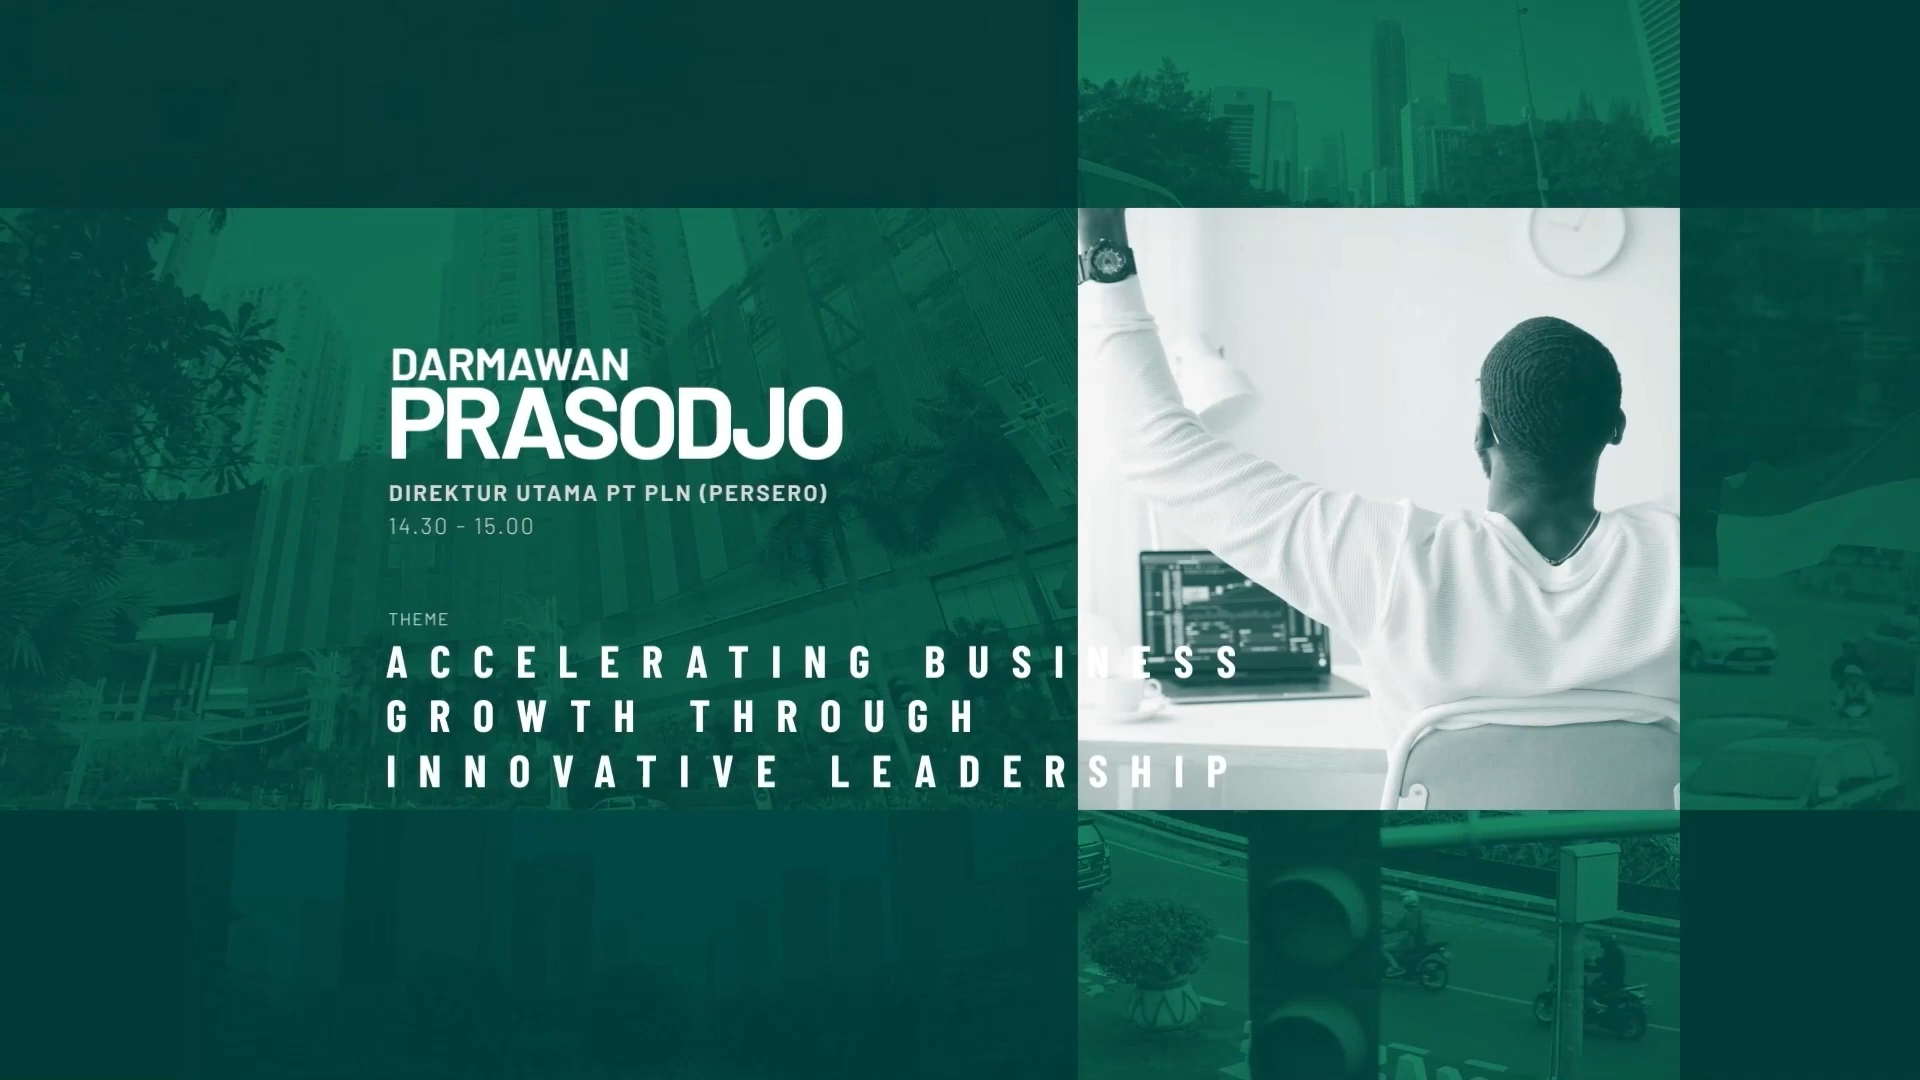 DARMAWAN
PRASODJO
DIREKTUR UTAMA PT PLN (PERSERO)
14.30 - 15.00
THEME
ACCELERATING BUSINESS
GROWTH THROUGH
INNOVATIVE LEADERSHIP